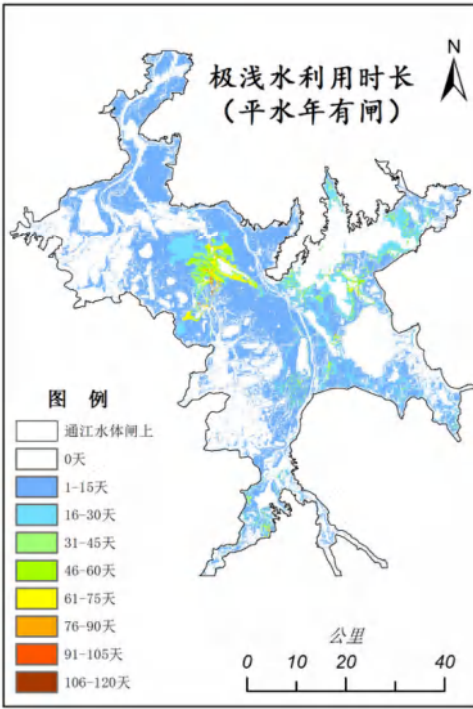 极浅水利用时长
（平水年有闸）
N
图 例
通江水体闸上
0天
1-15天
16-30天
31-45天
46-60天
61-75天
76-90天
91-105天
106-120天
公里
0 10 20 40